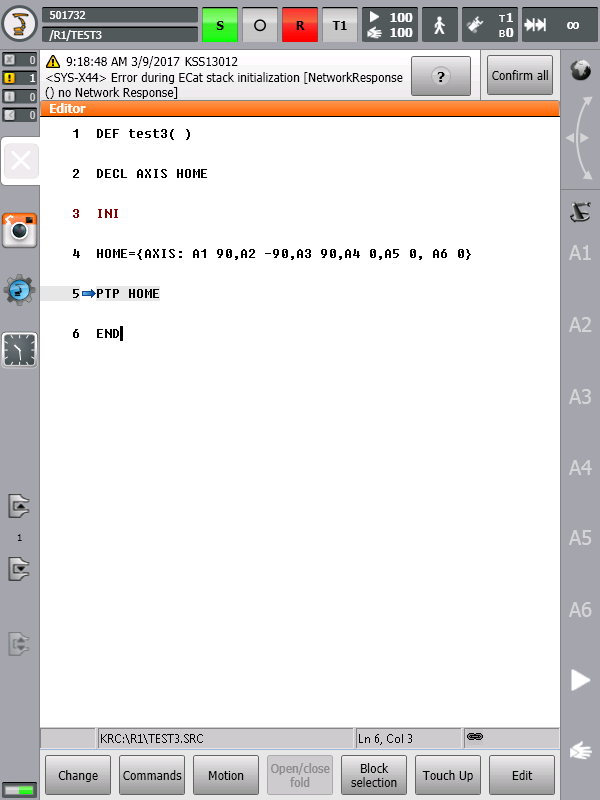 501732
/R1/TEST3
S
O
R
T1
100
100
T1
B0
∞
0
1
0
0
9:18:48 AM 3/9/2017 KSS13012
<SYS-X44> Error during ECat stack initialization [NetworkResponse
() no Network Response]
?
Confirm all
Editor
1 DEF test3( )
2 DECL AXIS HOME
3 INI
4 HOME={AXIS: A1 90,A2 -90,A3 90,A4 0,A5 0, A6 0}
5 PTP HOME
6 END
A1
A2
A3
A4
A5
A6
1
KRC:\R1\TEST3.SRC
Ln 6, Col 3
Change
Commands
Motion
Open/close
fold
Block
selection
Touch Up
Edit